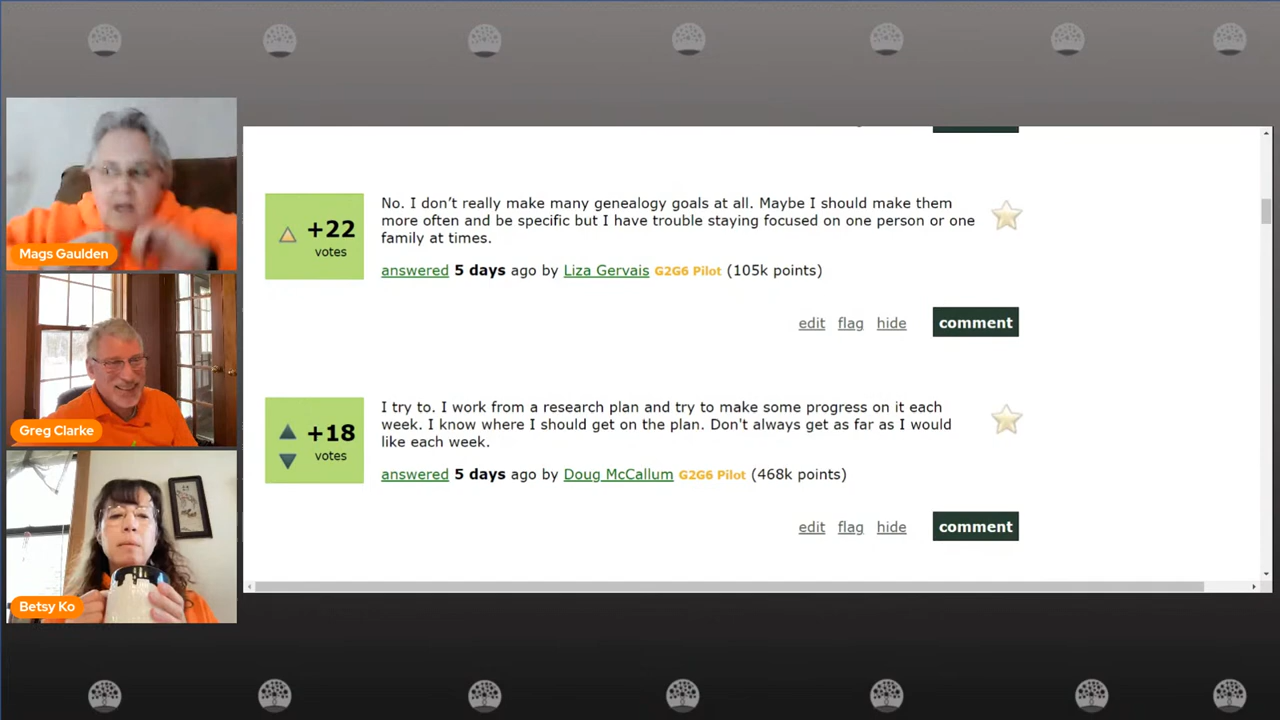 Mags Gaulden
Greg Clarke
Betsy Ko
+22
votes
No. I don’t really make many genealogy goals at all. Maybe I should make them
more often and be specific but I have trouble staying focused on one person or one
family at times.
answered 5 days ago by Liza Gervais G2G6 Pilot (105k points)
edit flag hide comment
+18
votes
I try to. I work from a research plan and try to make some progress on it each
week. I know where I should get on the plan. Don't always get as far as I would
like each week.
answered 5 days ago by Doug McCallum G2G6 Pilot (468k points)
edit flag hide comment